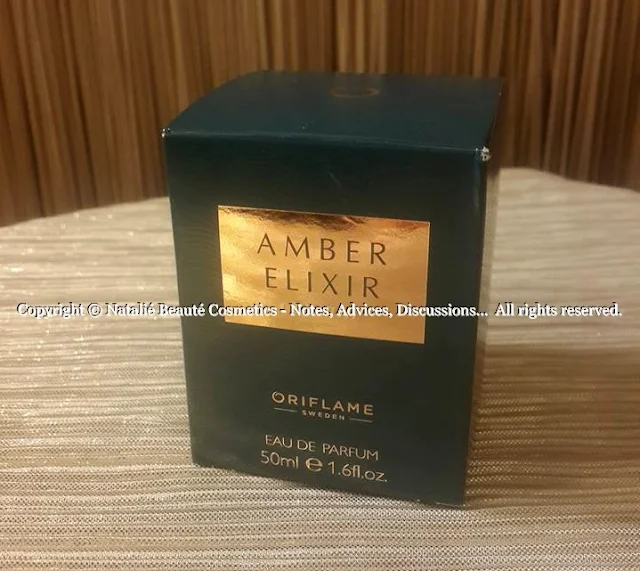 AMBER
ELIXIR
Copyright © Natalié Beauté Cosmetics - Notes, Advices, Discussions... All rights reserved.
ORIFLAME
SWEDEN
EAU DE PARFUM
50ml ℮ 1.6fl.oz.